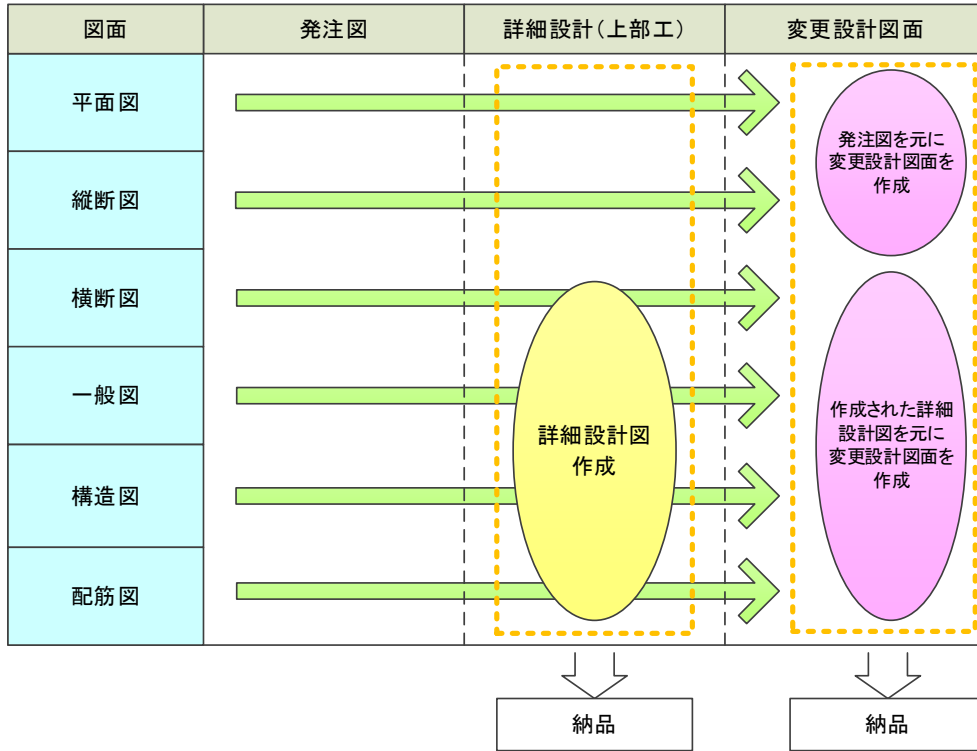 図面
発注図
詳細設計(上部工)
変更設計図面
平面図
縦断図
横断図
一般図
構造図
配筋図
詳細設計図
作成
発注図を元に
変更設計図面を
作成
作成された詳細
設計図を元に
変更設計図面を
作成
納品
納品